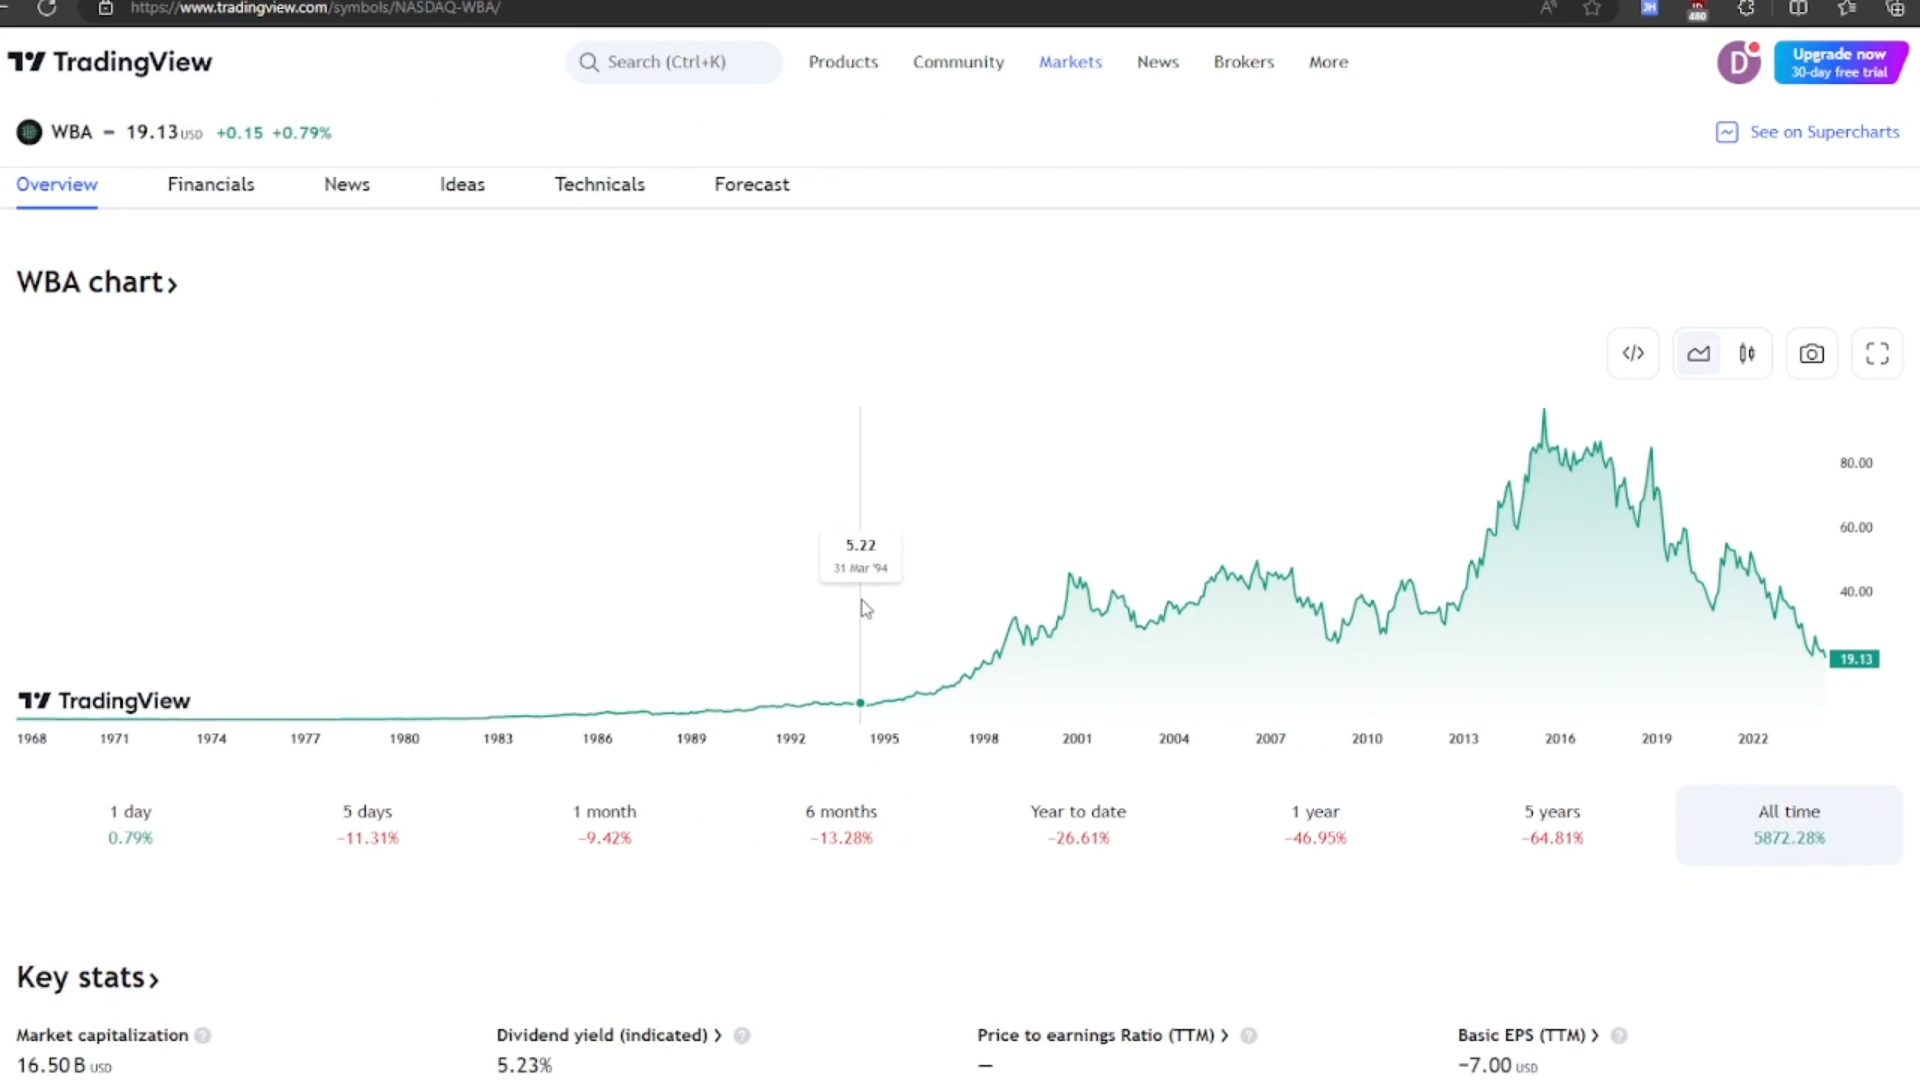 https://www.tradingview.com/symbols/NASDAQ-WBA/
JH
480
TradingView
Search (Ctrl+K)
Products
Community
Markets
News
Brokers
More
D
Upgrade now
30-day free trial
WBA – 19.13 USD +0.15 +0.79%
See on Supercharts
Overview
Financials
News
Ideas
Technicals
Forecast
WBA chart
80.00
60.00
40.00
19.13
5.22
31 Mar '94
TradingView
1968 1971 1974 1977 1980 1983 1986 1989 1992 1995 1998 2001 2004 2007 2010 2013 2016 2019 2022
1 day 5 days 1 month 6 months Year to date 1 year 5 years All time
0.79% −11.31% −9.42% −13.28% −26.61% −46.95% −64.81% 5872.28%
Key stats
Market capitalization ? Dividend yield (indicated) ? Price to earnings Ratio (TTM) ? Basic EPS (TTM) ?
16.50 B USD 5.23% — −7.00 USD